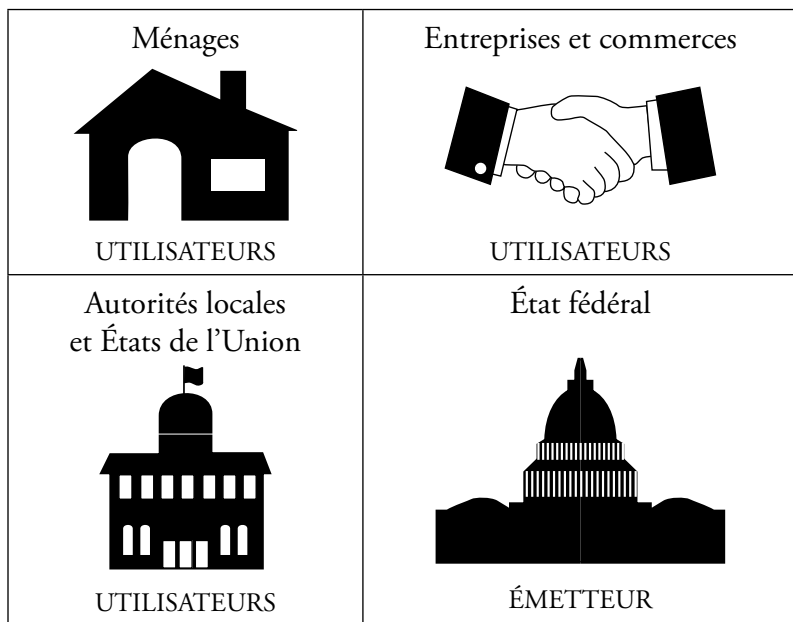 Ménages
UTILISATEURS
Entreprises et commerces
UTILISATEURS
Autorités locales
et États de l’Union
UTILISATEURS
État fédéral
ÉMETTEUR